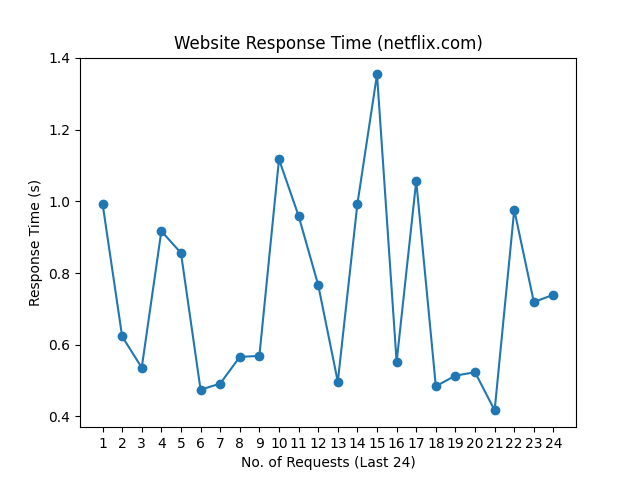 Website Response Time (netflix.com)
1.4
1.2
1.0
0.8
0.6
0.4
Response Time (s)
1 2 3 4 5 6 7 8 9 10 11 12 13 14 15 16 17 18 19 20 21 22 23 24
No. of Requests (Last 24)